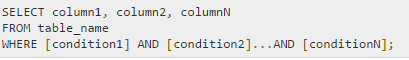 SELECT column1, column2, columnN
FROM table_name
WHERE [condition1] AND [condition2]...AND [conditionN];